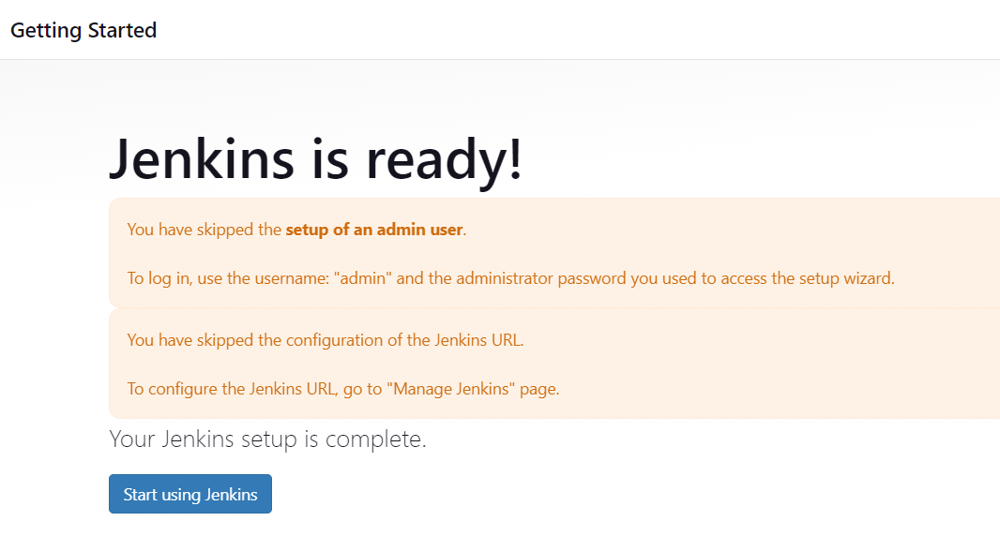 Getting Started
Jenkins is ready!
You have skipped the setup of an admin user.
To log in, use the username: "admin" and the administrator password you used to access the setup wizard.
You have skipped the configuration of the Jenkins URL.
To configure the Jenkins URL, go to "Manage Jenkins" page.
Your Jenkins setup is complete.
Start using Jenkins